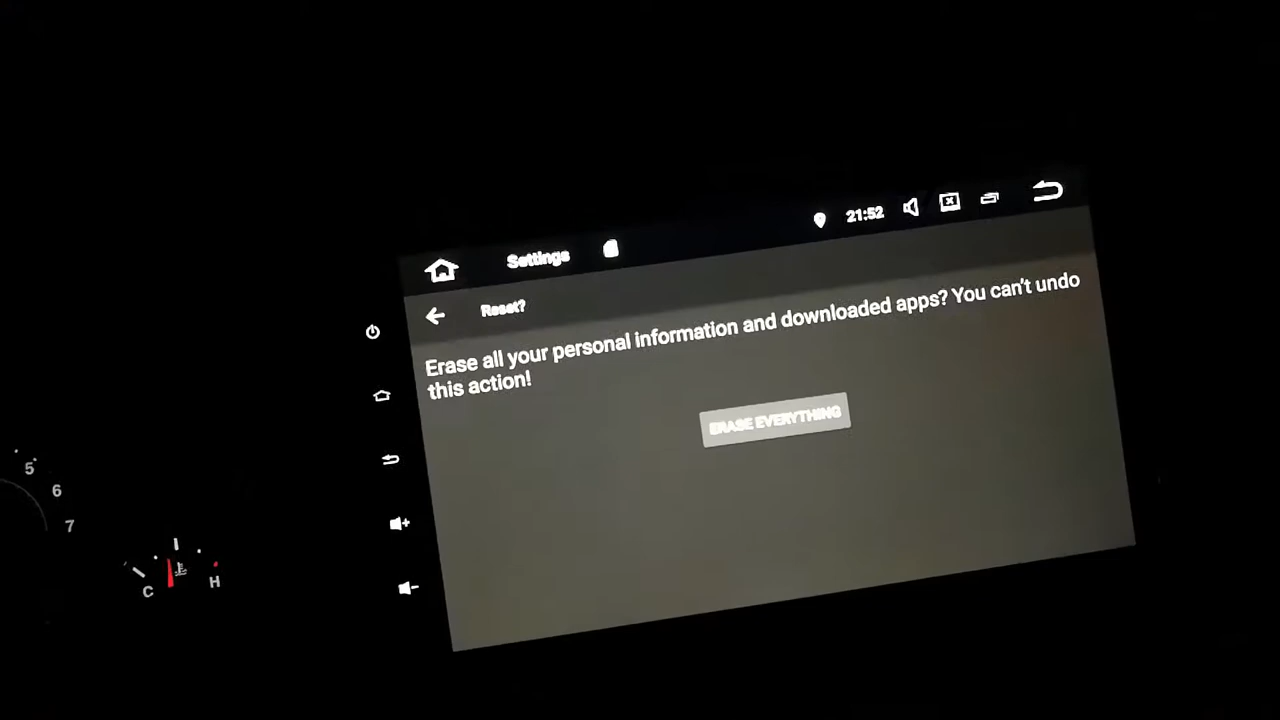 21:52
Settings
Reset?
Erase all your personal information and downloaded apps? You can't undo
this action!
ERASE EVERYTHING
5
6
7
C
H